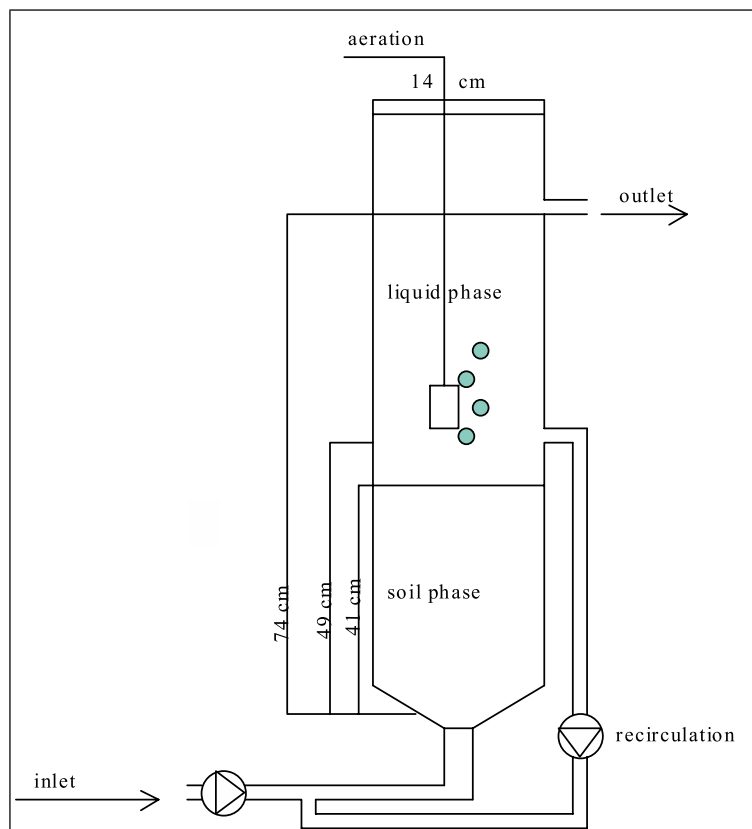 aeration
14 cm
outlet
liquid phase
soil phase
74 cm
49 cm
41 cm
recirculation
inlet